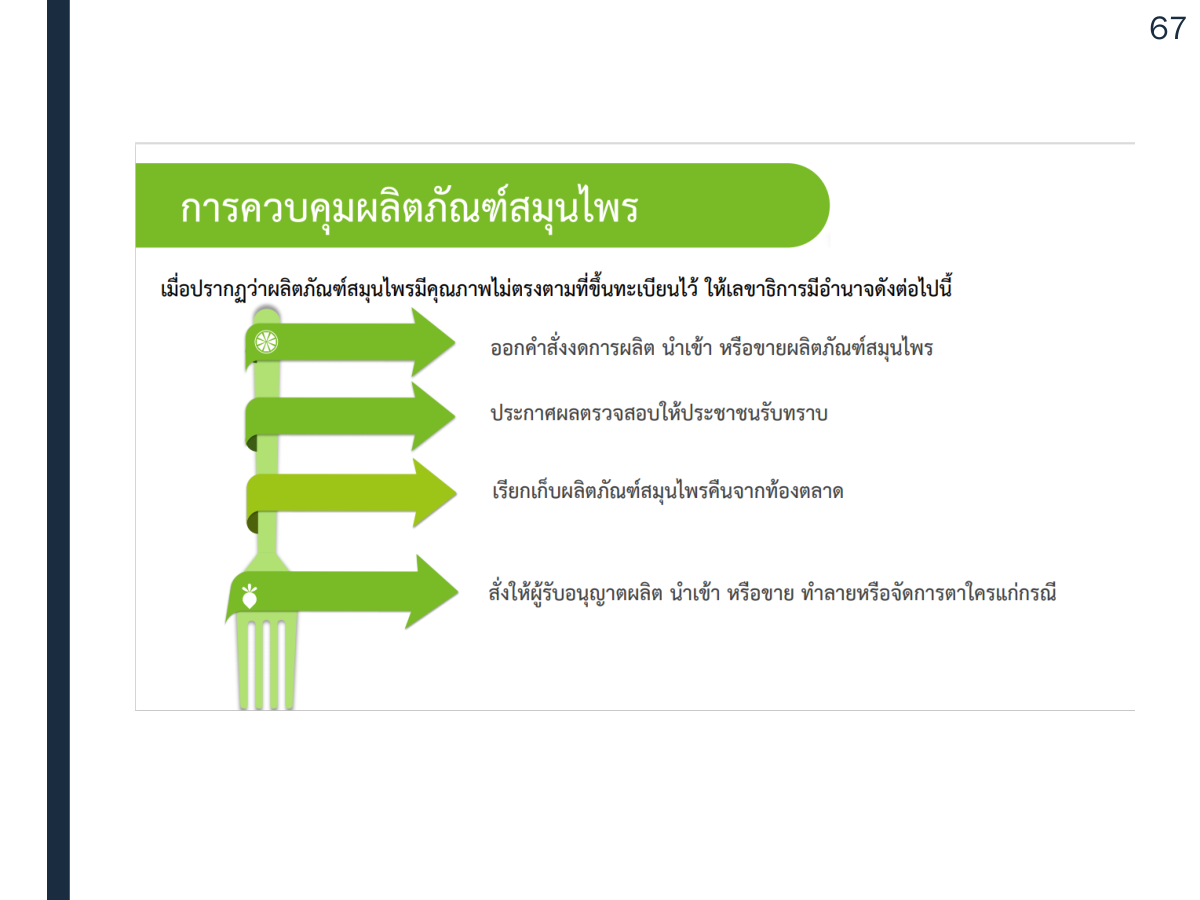 67
การควบคุมผลิตภัณฑ์สมุนไพร
เมื่อปรากฏว่าผลิตภัณฑ์สมุนไพรมีคุณภาพไม่ตรงตามที่ขึ้นทะเบียนไว้ ให้เลขาธิการมีอำนาจดังต่อไปนี้
ออกคำสั่งงดการผลิต นำเข้า หรือขายผลิตภัณฑ์สมุนไพร
ประกาศผลตรวจสอบให้ประชาชนรับทราบ
เรียกเก็บผลิตภัณฑ์สมุนไพรคืนจากท้องตลาด
สั่งให้ผู้รับอนุญาตผลิต นำเข้า หรือขาย ทำลายหรือจัดการตาใครแก่กรณี